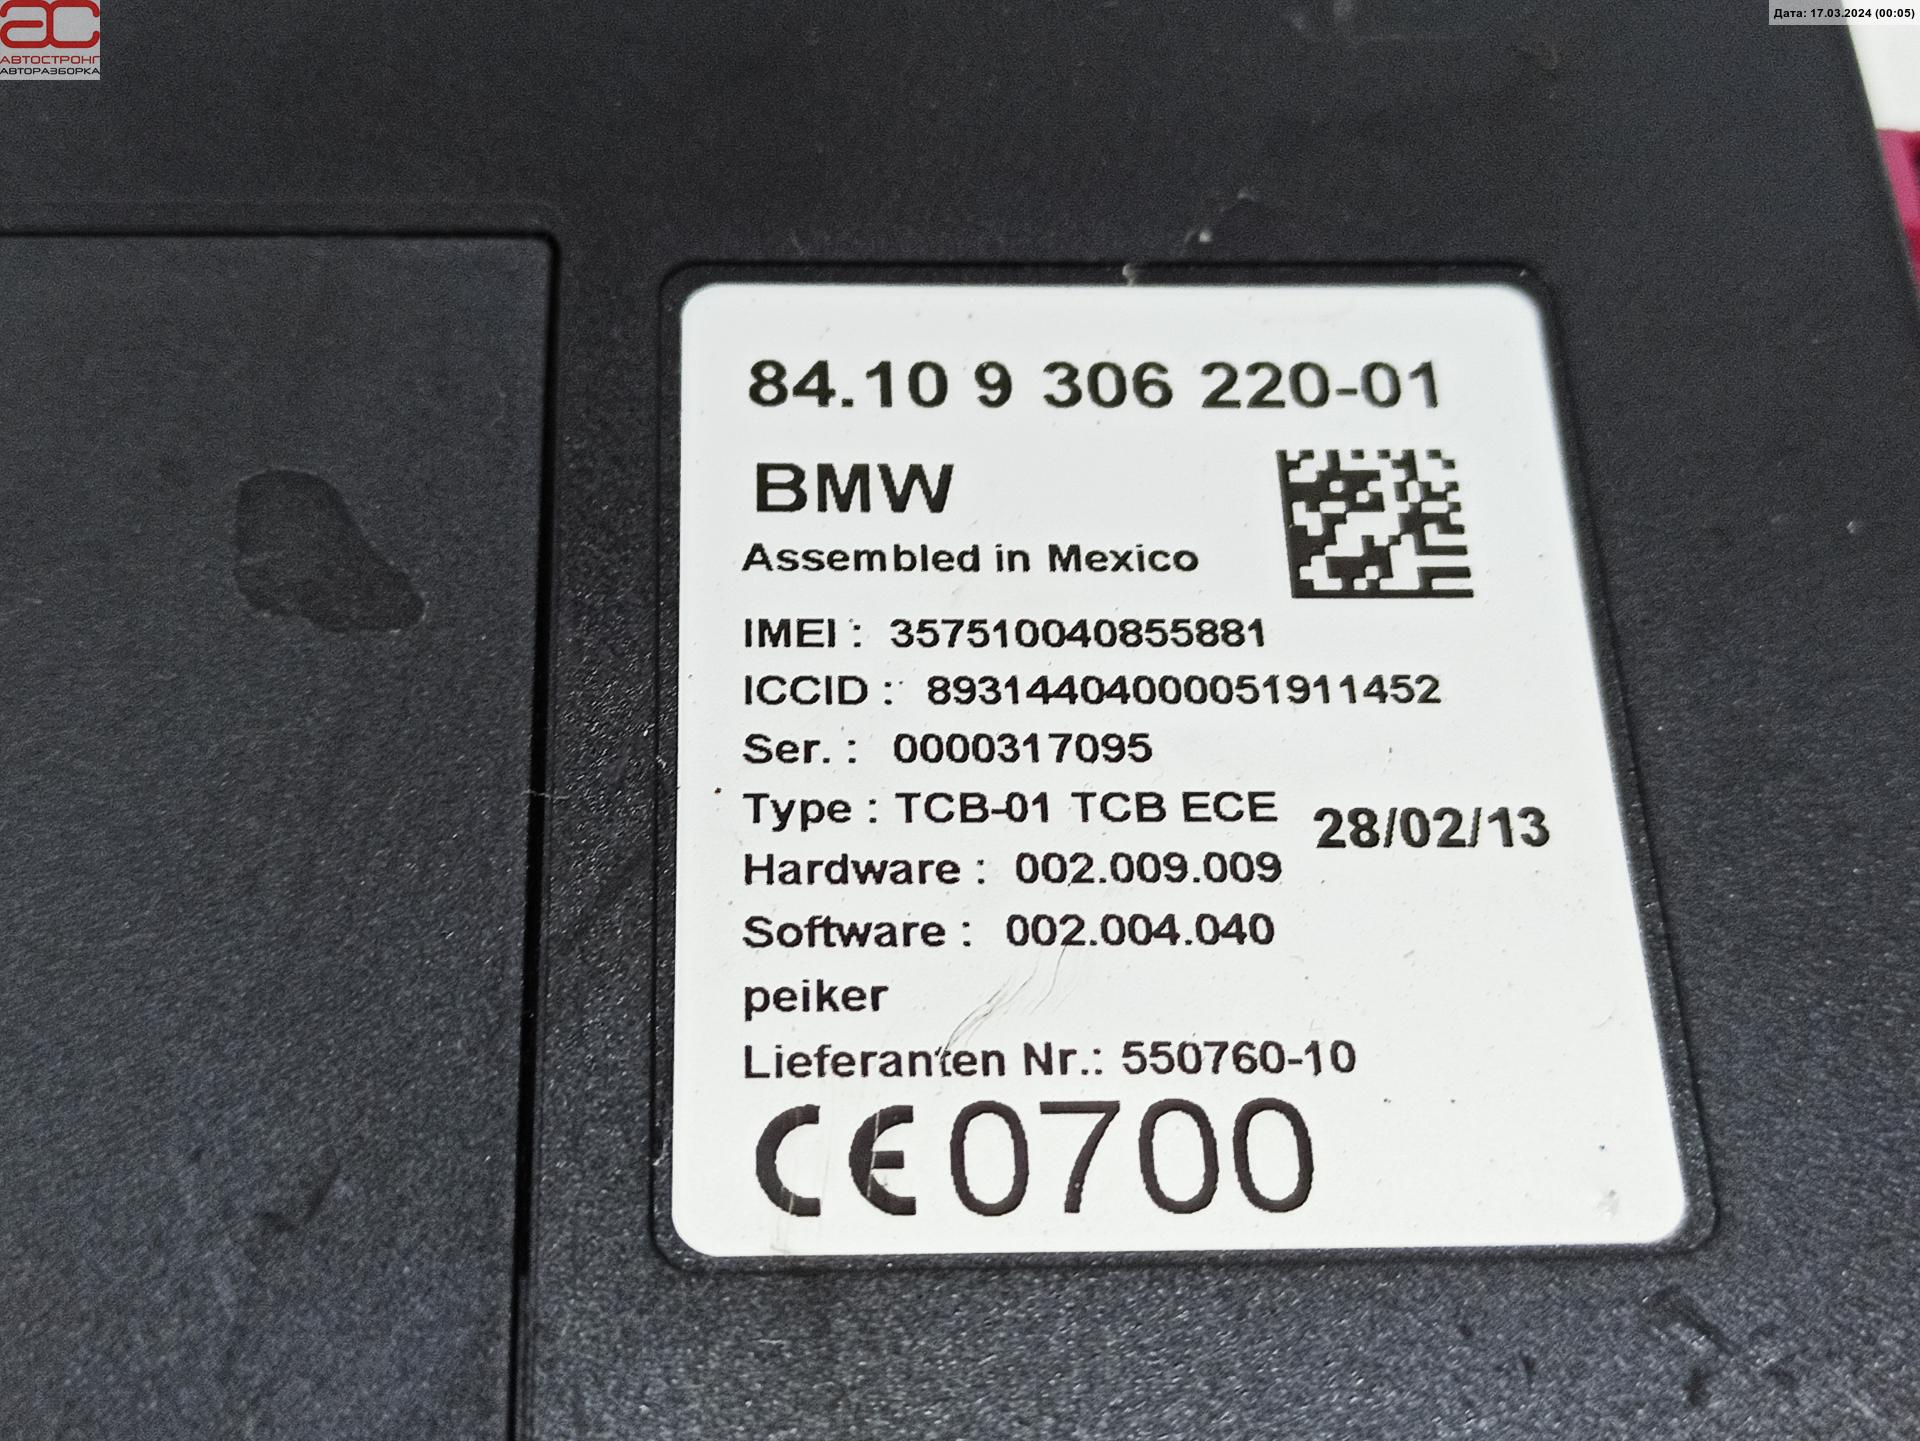 АВТОСТРОНГ
АВТОРАЗБОРКА
Дата: 17.03.2024 (00:05)
84.10 9 306 220-01
BMW
Assembled in Mexico
IMEI : 357510040855881
ICCID : 89314404000051911452
Ser. : 0000317095
Type : TCB-01 TCB ECE
28/02/13
Hardware : 002.009.009
Software : 002.004.040
peiker
Lieferanten Nr.: 550760-10
CE 0700